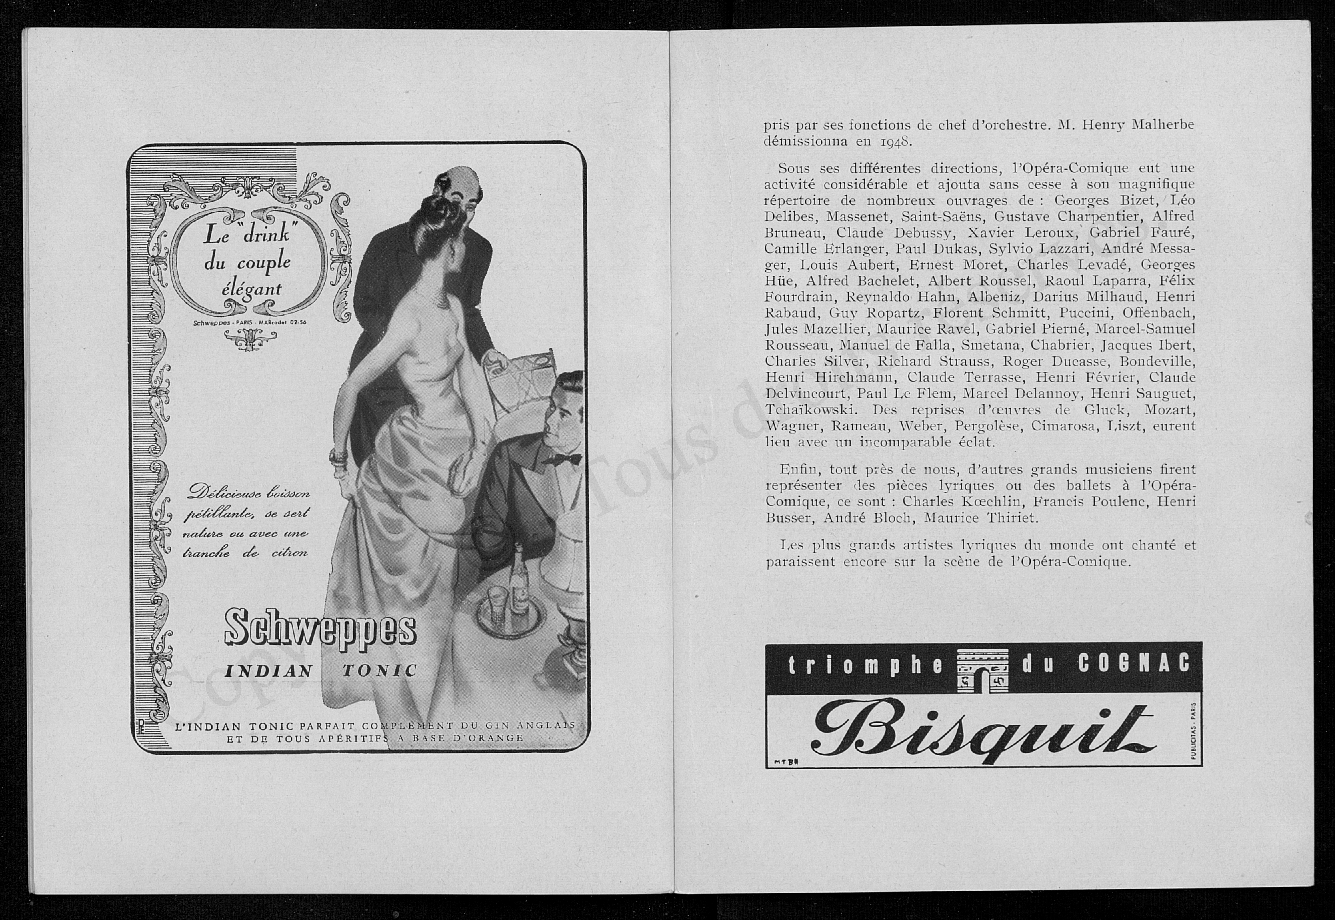 Le "drink"
du couple
élégant
Schweppes - PARIS - MARcadet 02-56
Délicieuse boisson
pétillante, se sert
nature ou avec une
tranche de citron
Schweppes
INDIAN TONIC
L'INDIAN TONIC PARFAIT COMPLÉMENT DU GIN ANGLAIS
ET DE TOUS APÉRITIFS A BASE D'ORANGE
pris par ses fonctions de chef d'orchestre. M. Henry Malherbe
démissionna en 1948.
Sous ses différentes directions, l'Opéra-Comique eut une
activité considérable et ajouta sans cesse à son magnifique
répertoire de nombreux ouvrages de : Georges Bizet, Léo
Delibes, Massenet, Saint-Saëns, Gustave Charpentier, Alfred
Bruneau, Claude Debussy, Xavier Leroux, Gabriel Fauré,
Camille Erlanger, Paul Dukas, Sylvio Lazzari, André Messa-
ger, Louis Aubert, Ernest Moret, Charles Levadé, Georges
Hüe, Alfred Bachelet, Albert Roussel, Raoul Laparra, Félix
Fourdrain, Reynaldo Hahn, Albeniz, Darius Milhaud, Henri
Rabaud, Guy Ropartz, Florent Schmitt, Puccini, Offenbach,
Jules Mazellier, Maurice Ravel, Gabriel Pierné, Marcel-Samuel
Rousseau, Manuel de Falla, Smetana, Chabrier, Jacques Ibert,
Charles Silver, Richard Strauss, Roger Ducasse, Bondeville,
Henri Hirchmann, Claude Terrasse, Henri Février, Claude
Delvincourt, Paul Le Flem, Marcel Delannoy, Henri Sauguet,
Tchaïkowski. Des reprises d'œuvres de Gluck, Mozart,
Wagner, Rameau, Weber, Pergolèse, Cimarosa, Liszt, eurent
lieu avec un incomparable éclat.
Enfin, tout près de nous, d'autres grands musiciens firent
représenter des pièces lyriques ou des ballets à l'Opéra-
Comique, ce sont : Charles Kœchlin, Francis Poulenc, Henri
Busser, André Bloch, Maurice Thiriet.
Les plus grands artistes lyriques du monde ont chanté et
paraissent encore sur la scène de l'Opéra-Comique.
triomphe du COGNAC
Bisquit
PUBLICITAS - PARIS